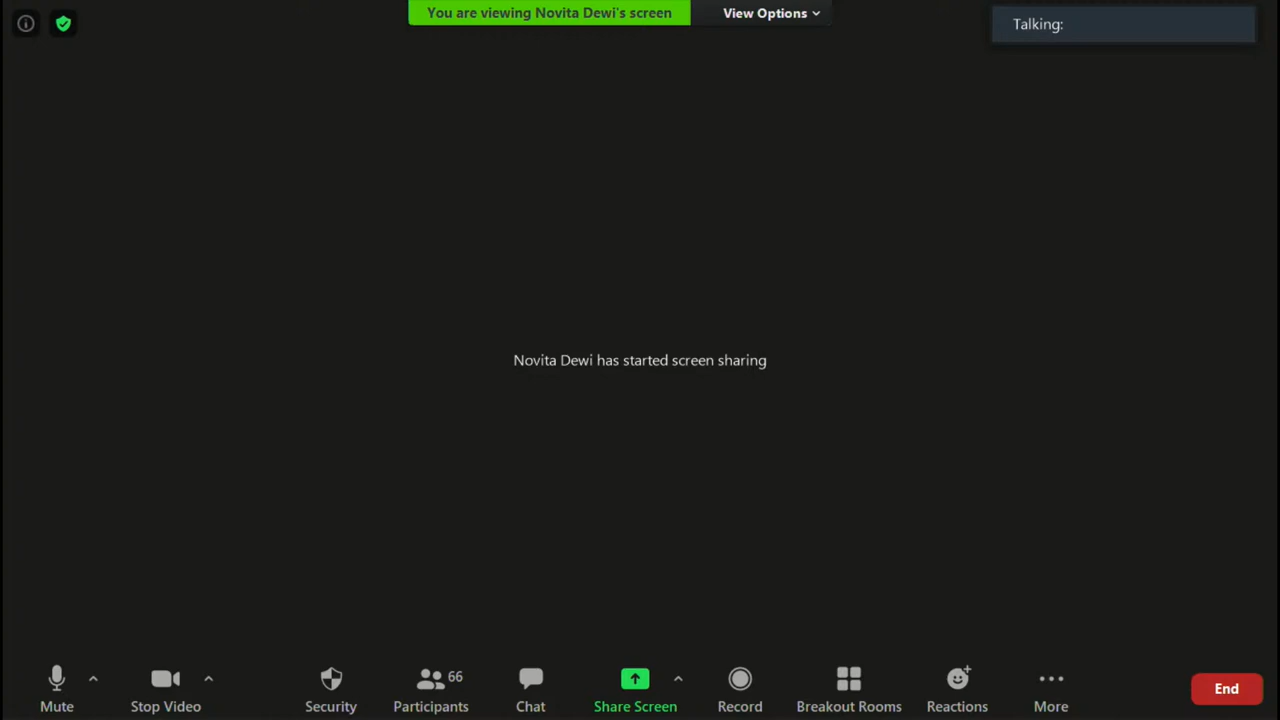 You are viewing Novita Dewi's screen
View Options
Talking:
Novita Dewi has started screen sharing
66
Mute
Stop Video
Security
Participants
Chat
Share Screen
Record
Breakout Rooms
Reactions
More
End